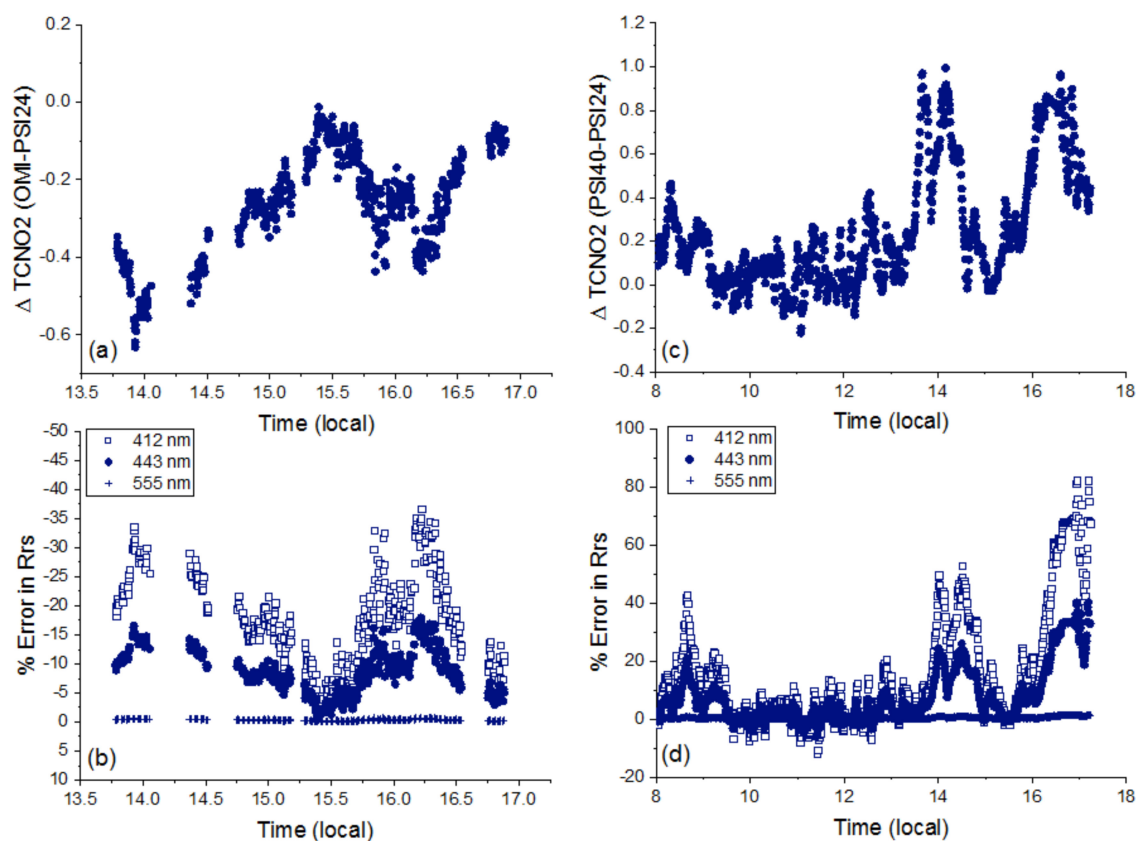 0.2
0.0
-0.2
-0.4
-0.6
Δ TCNO2 (OMI-PSI24)
(a)
13.5 14.0 14.5 15.0 15.5 16.0 16.5 17.0
Time (local)
1.2
1.0
0.8
0.6
0.4
0.2
0.0
-0.2
-0.4
Δ TCNO2 (PSI40-PSI24)
(c)
8 10 12 14 16 18
Time (local)
-50
-45
-40
-35
-30
-25
-20
-15
-10
-5
0
5
10
% Error in Rrs
412 nm
443 nm
555 nm
(b)
13.5 14.0 14.5 15.0 15.5 16.0 16.5 17.0
Time (local)
100
80
60
40
20
0
-20
% Error in Rrs
412 nm
443 nm
555 nm
(d)
8 10 12 14 16 18
Time (local)